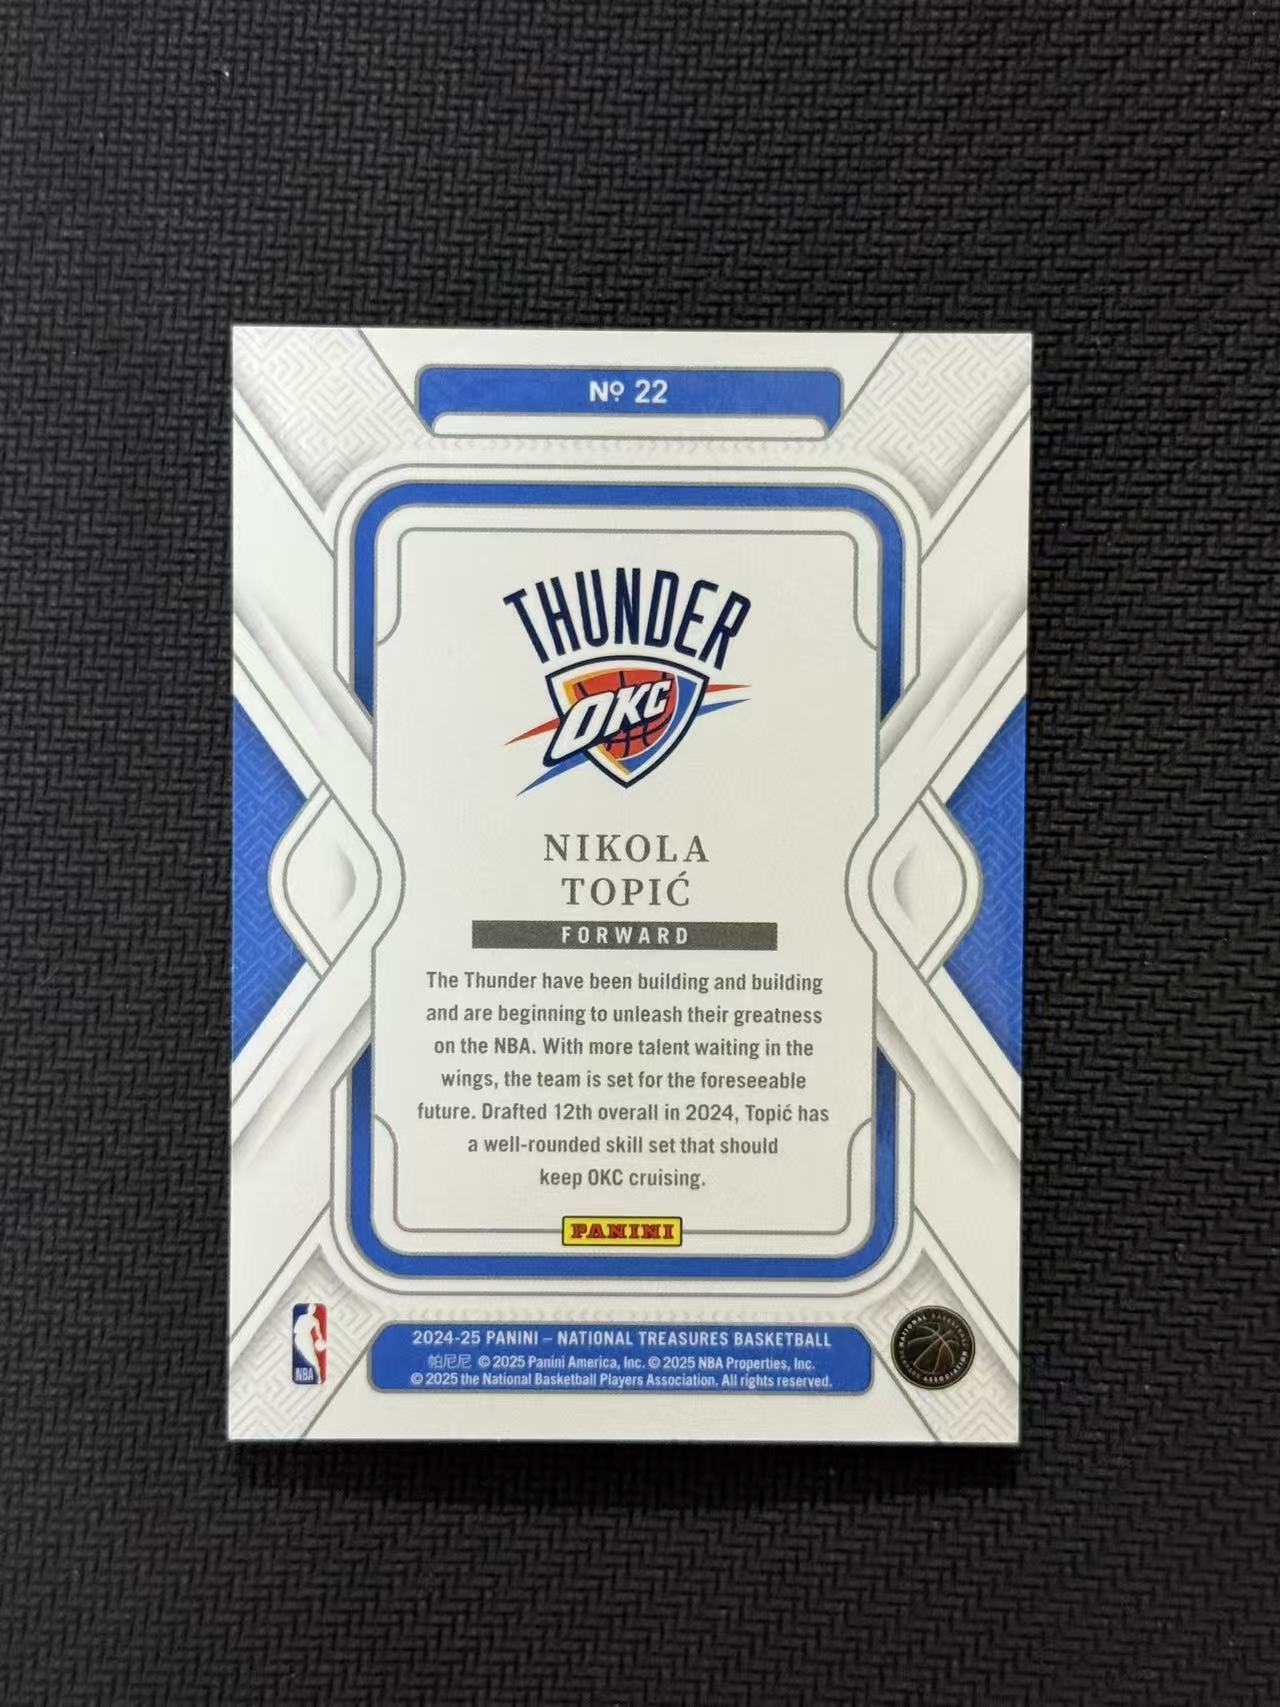 Nº 22
THUNDER
OKC
NIKOLA
TOPIĆ
FORWARD
The Thunder have been building and building
and are beginning to unleash their greatness
on the NBA. With more talent waiting in the
wings, the team is set for the foreseeable
future. Drafted 12th overall in 2024, Topić has
a well-rounded skill set that should
keep OKC cruising.
PANINI
NBA
2024-25 PANINI – NATIONAL TREASURES BASKETBALL
帕尼尼 © 2025 Panini America, Inc. © 2025 NBA Properties, Inc.
© 2025 the National Basketball Players Association. All rights reserved.
NATIONAL BASKETBALL
PLAYERS ASSOCIATION